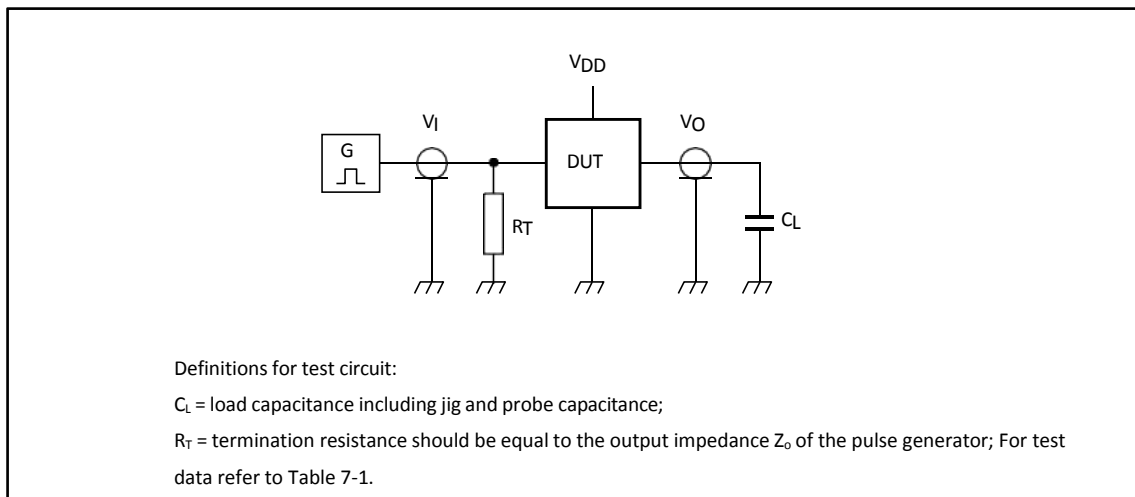 VDD
VI
VO
G
DUT
RT
CL
Definitions for test circuit:
CL = load capacitance including jig and probe capacitance;
RT = termination resistance should be equal to the output impedance Zo of the pulse generator; For test
data refer to Table 7-1.